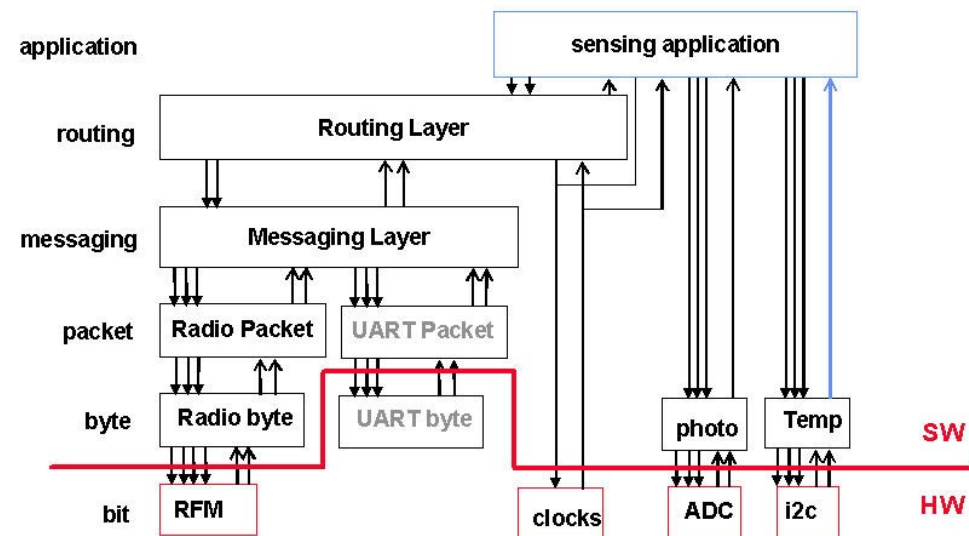 application
sensing application
routing
Routing Layer
messaging
Messaging Layer
packet
Radio Packet
UART Packet
byte
Radio byte
UART byte
photo
Temp
SW
bit
RFM
clocks
ADC
i2c
HW